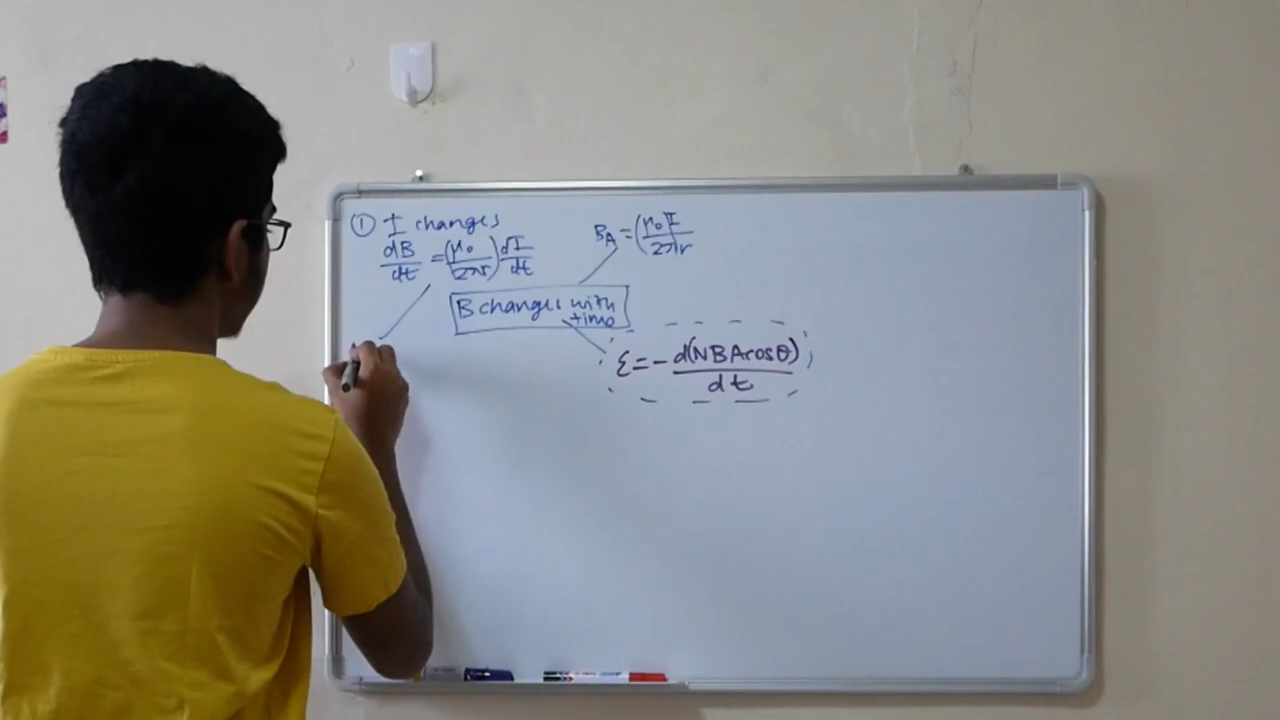 ① I changes
dB/dt = (μ₀/2πr) dI/dt
B_A = (μ₀I/2πr
B changes with
time
ε = - d(NBAcosθ)/dt